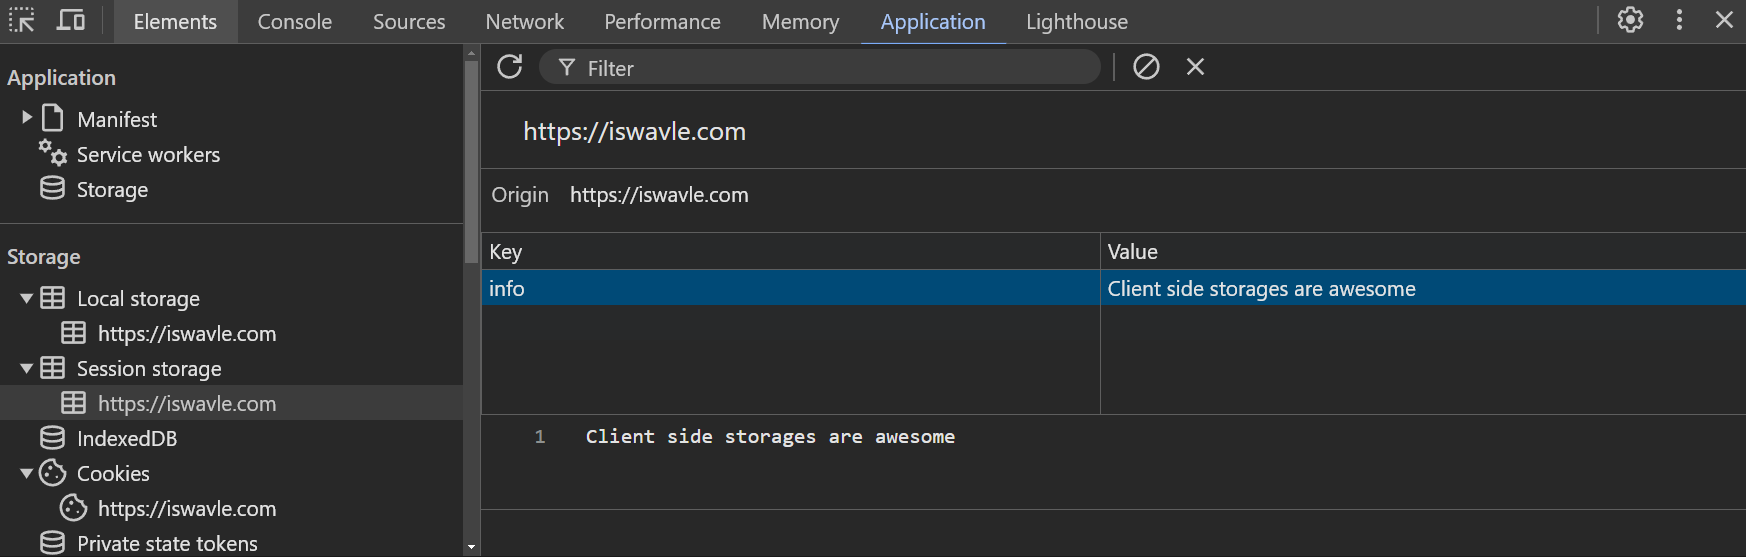 Elements Console Sources Network Performance Memory Application Lighthouse
Application
Manifest
Service workers
Storage
Storage
Local storage
https://iswavle.com
Session storage
https://iswavle.com
IndexedDB
Cookies
https://iswavle.com
Private state tokens
Filter
https://iswavle.com
Origin https://iswavle.com
Key Value
info Client side storages are awesome
1 Client side storages are awesome